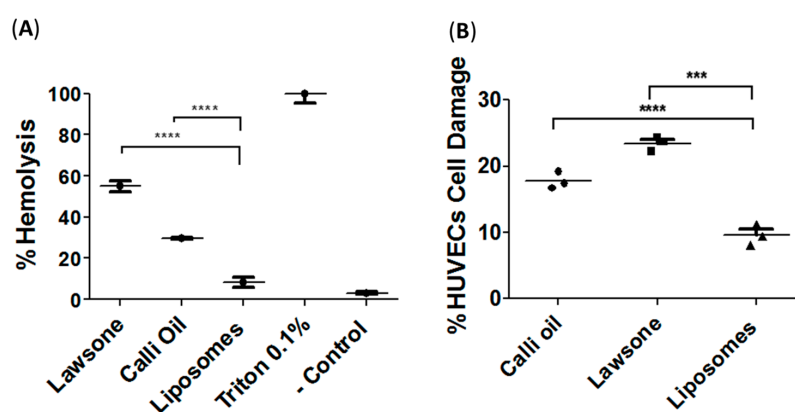 (A)
% Hemolysis
100
80
60
40
20
0
****
****
Lawsone
Calli Oil
Liposomes
Triton 0.1%
- Control
(B)
% HUVECs Cell Damage
30
20
10
0
***
****
Calli oil
Lawsone
Liposomes